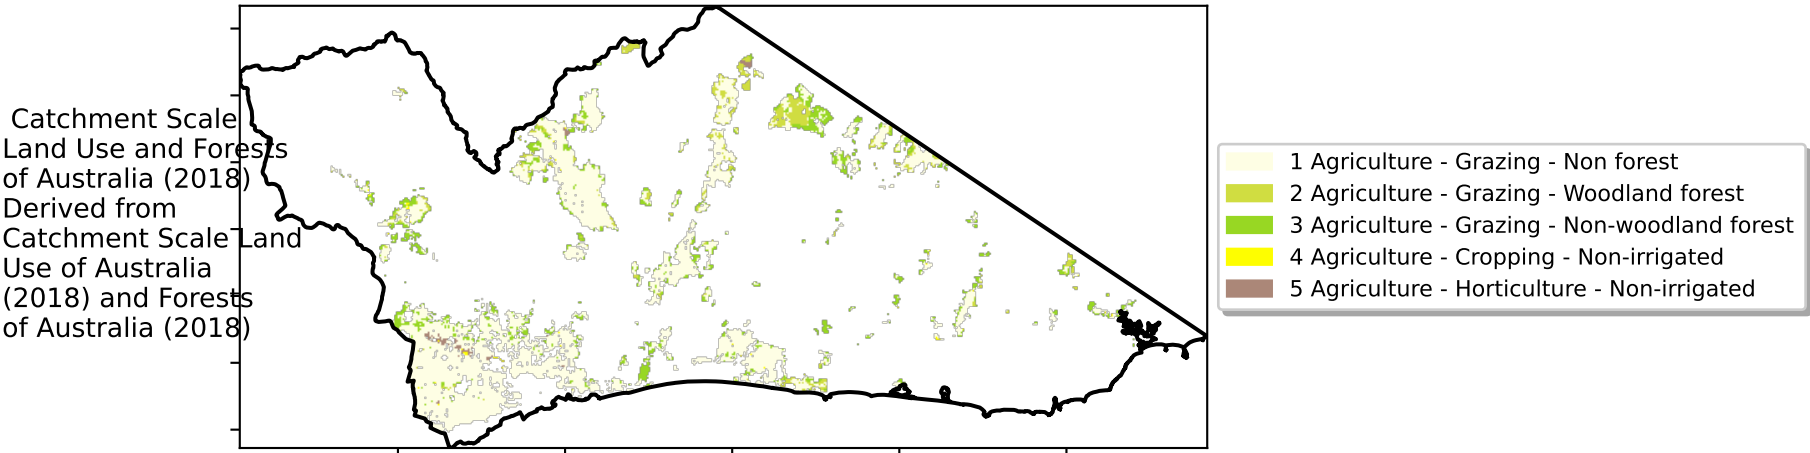 Catchment Scale
Land Use and Forests
of Australia (2018)
Derived from
Catchment Scale Land
Use of Australia
(2018) and Forests
of Australia (2018)
1 Agriculture - Grazing - Non forest
2 Agriculture - Grazing - Woodland forest
3 Agriculture - Grazing - Non-woodland forest
4 Agriculture - Cropping - Non-irrigated
5 Agriculture - Horticulture - Non-irrigated